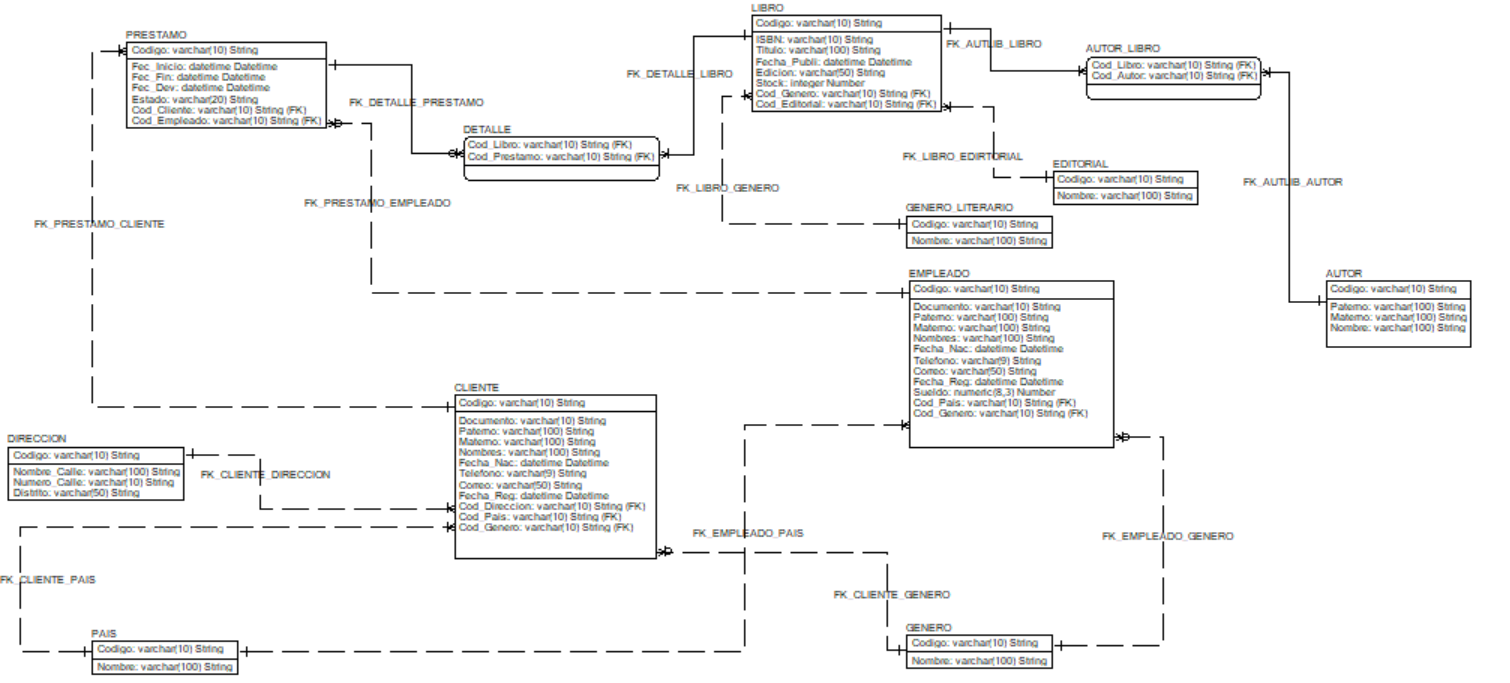 PRESTAMO
Codigo: varchar(10) String
Fec_Inicio: datetime Datetime
Fec_Fin: datetime Datetime
Fec_Dev: datetime Datetime
Estado: varchar(20) String
Cod_Cliente: varchar(10) String (FK)
Cod_Empleado: varchar(10) String (FK)
FK_DETALLE_PRESTAMO
DETALLE
Cod_Libro: varchar(10) String (FK)
Cod_Prestamo: varchar(10) String (FK)
FK_DETALLE_LIBRO
LIBRO
Codigo: varchar(10) String
ISBN: varchar(10) String
Titulo: varchar(100) String
Fecha_Publi: datetime Datetime
Edicion: varchar(50) String
Stock: integer Number
Cod_Genero: varchar(10) String (FK)
Cod_Editorial: varchar(10) String (FK)
FK_AUTLIB_LIBRO
AUTOR_LIBRO
Cod_Libro: varchar(10) String (FK)
Cod_Autor: varchar(10) String (FK)
FK_LIBRO_EDIRTORIAL
EDITORIAL
Codigo: varchar(10) String
Nombre: varchar(100) String
FK_LIBRO_GENERO
GENERO_LITERARIO
Codigo: varchar(10) String
Nombre: varchar(100) String
FK_AUTLIB_AUTOR
FK_PRESTAMO_EMPLEADO
FK_PRESTAMO_CLIENTE
EMPLEADO
Codigo: varchar(10) String
Documento: varchar(10) String
Paterno: varchar(100) String
Materno: varchar(100) String
Nombres: varchar(100) String
Fecha_Nac: datetime Datetime
Telefono: varchar(9) String
Correo: varchar(50) String
Fecha_Reg: datetime Datetime
Sueldo: numeric(8,3) Number
Cod_Pais: varchar(10) String (FK)
Cod_Genero: varchar(10) String (FK)
AUTOR
Codigo: varchar(10) String
Paterno: varchar(100) String
Materno: varchar(100) String
Nombre: varchar(100) String
CLIENTE
Codigo: varchar(10) String
Documento: varchar(10) String
Paterno: varchar(100) String
Materno: varchar(100) String
Nombres: varchar(100) String
Fecha_Nac: datetime Datetime
Telefono: varchar(9) String
Correo: varchar(50) String
Fecha_Reg: datetime Datetime
Cod_Direccion: varchar(10) String (FK)
Cod_Pais: varchar(10) String (FK)
Cod_Genero: varchar(10) String (FK)
DIRECCION
Codigo: varchar(10) String
Nombre_Calle: varchar(100) String
Numero_Calle: varchar(10) String
Distrito: varchar(50) String
FK_CLIENTE_DIRECCION
FK_EMPLEADO_PAIS
FK_EMPLEADO_GENERO
FK_CLIENTE_PAIS
FK_CLIENTE_GENERO
PAIS
Codigo: varchar(10) String
Nombre: varchar(100) String
GENERO
Codigo: varchar(10) String
Nombre: varchar(100) String